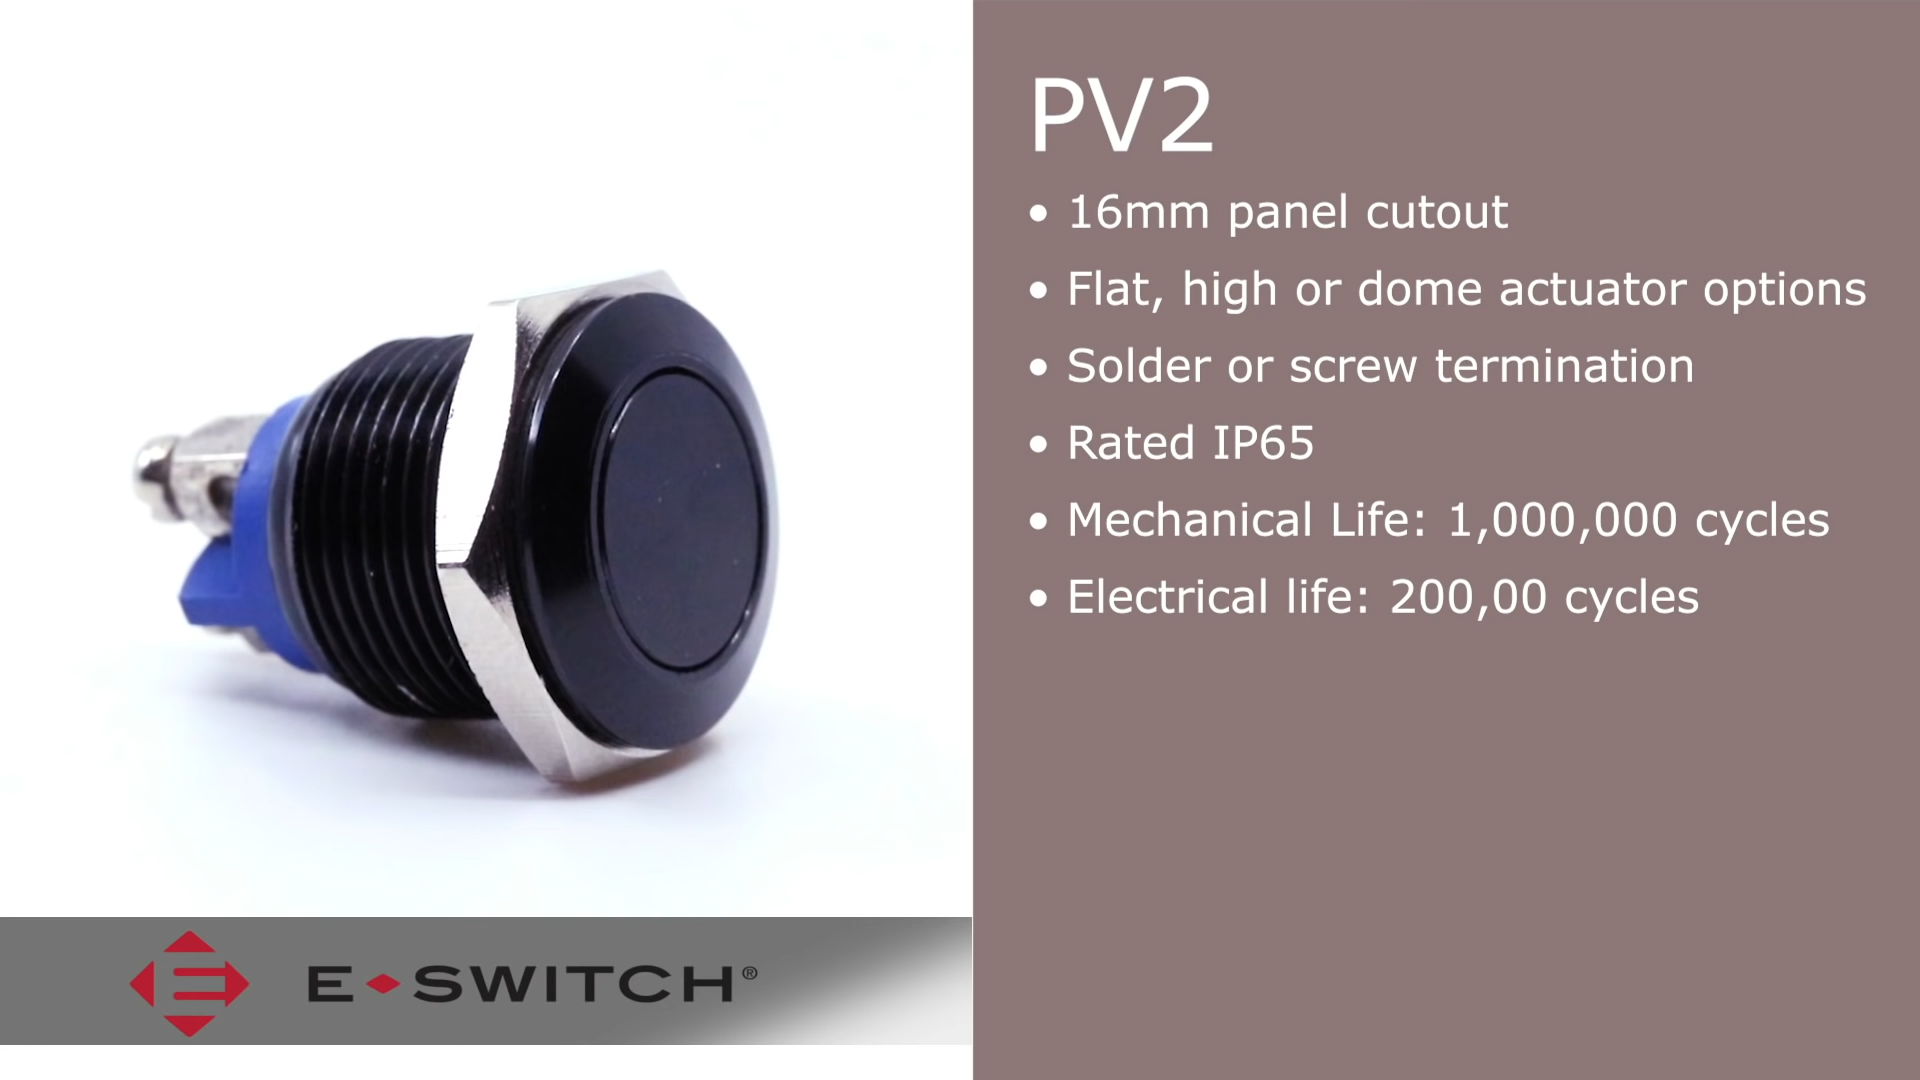 PV2
• 16mm panel cutout
• Flat, high or dome actuator options
• Solder or screw termination
• Rated IP65
• Mechanical Life: 1,000,000 cycles
• Electrical life: 200,00 cycles
E SWITCH®